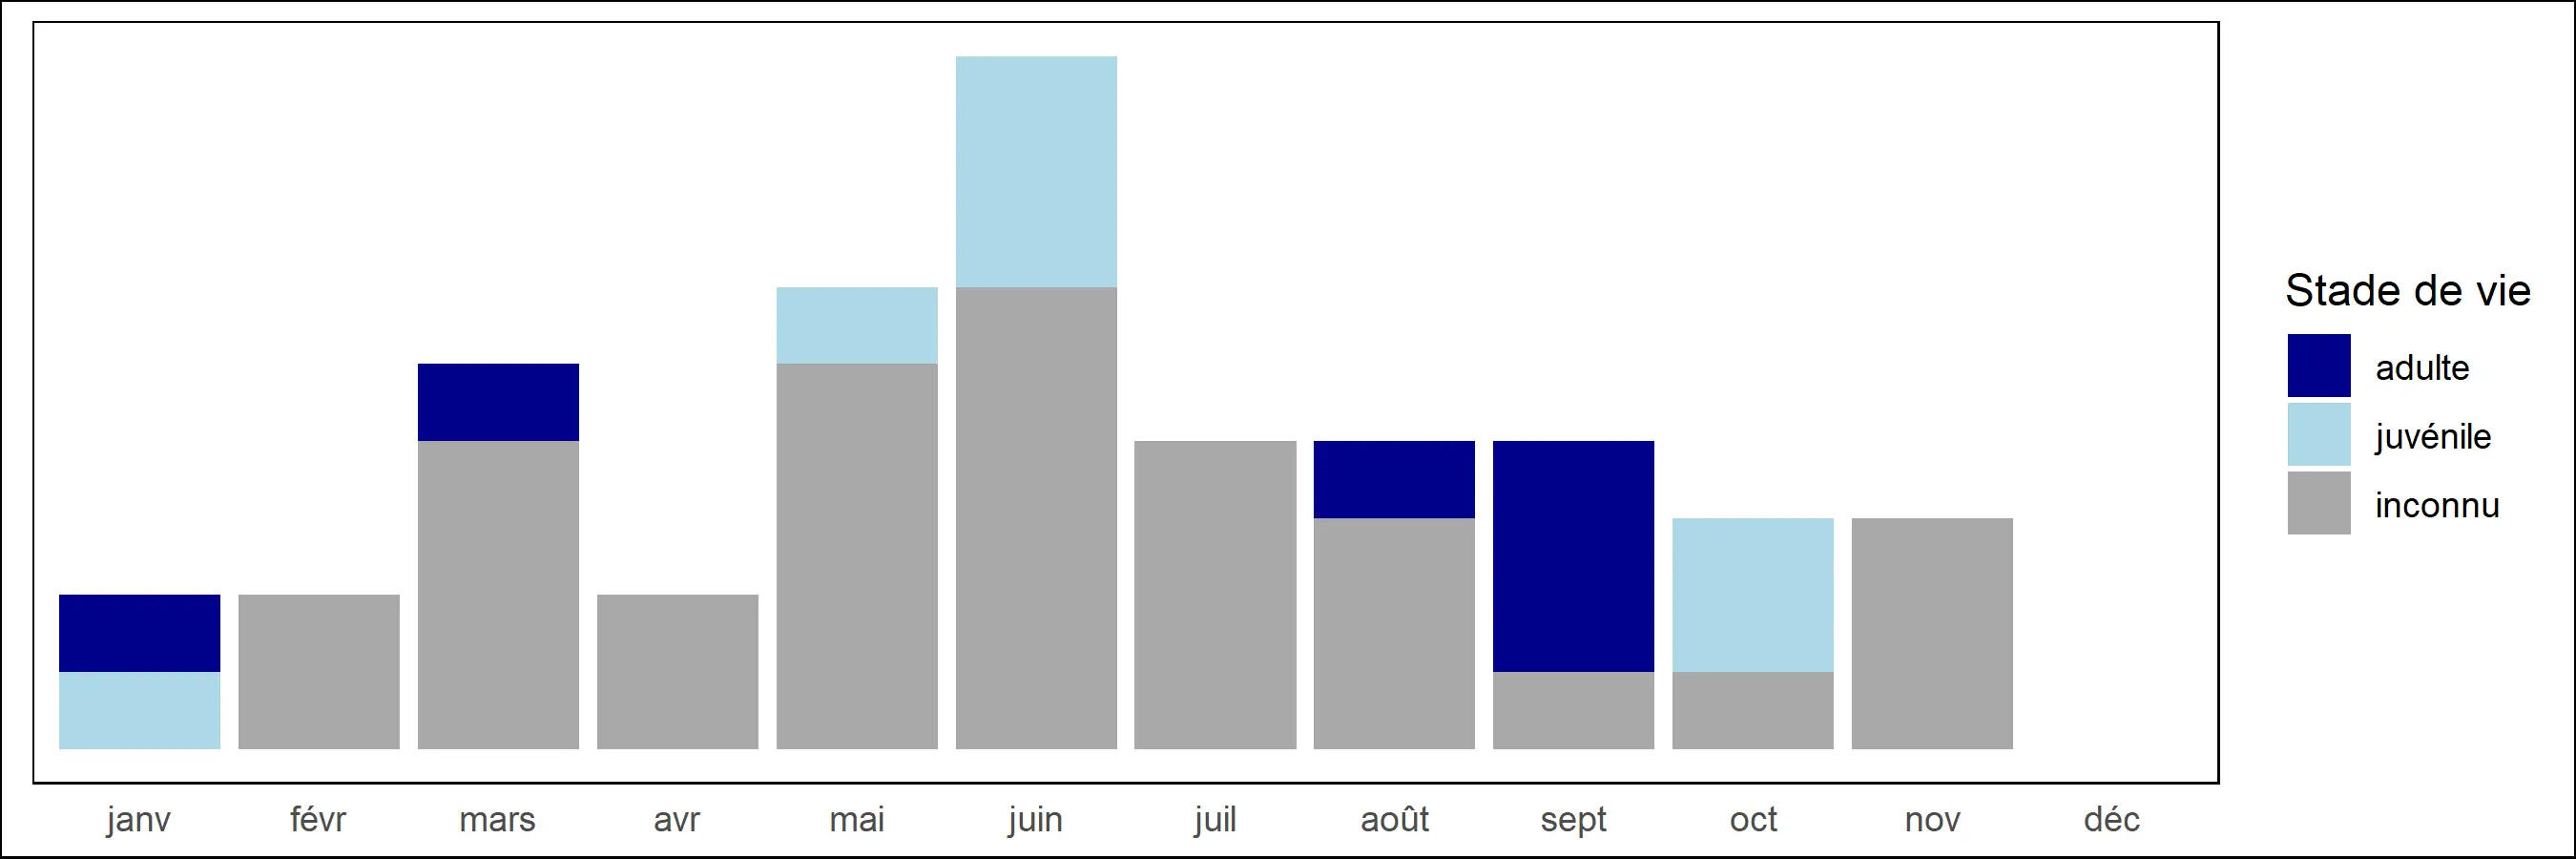 Stade de vie
adulte
juvénile
inconnu
janv févr mars avr mai juin juil août sept oct nov déc